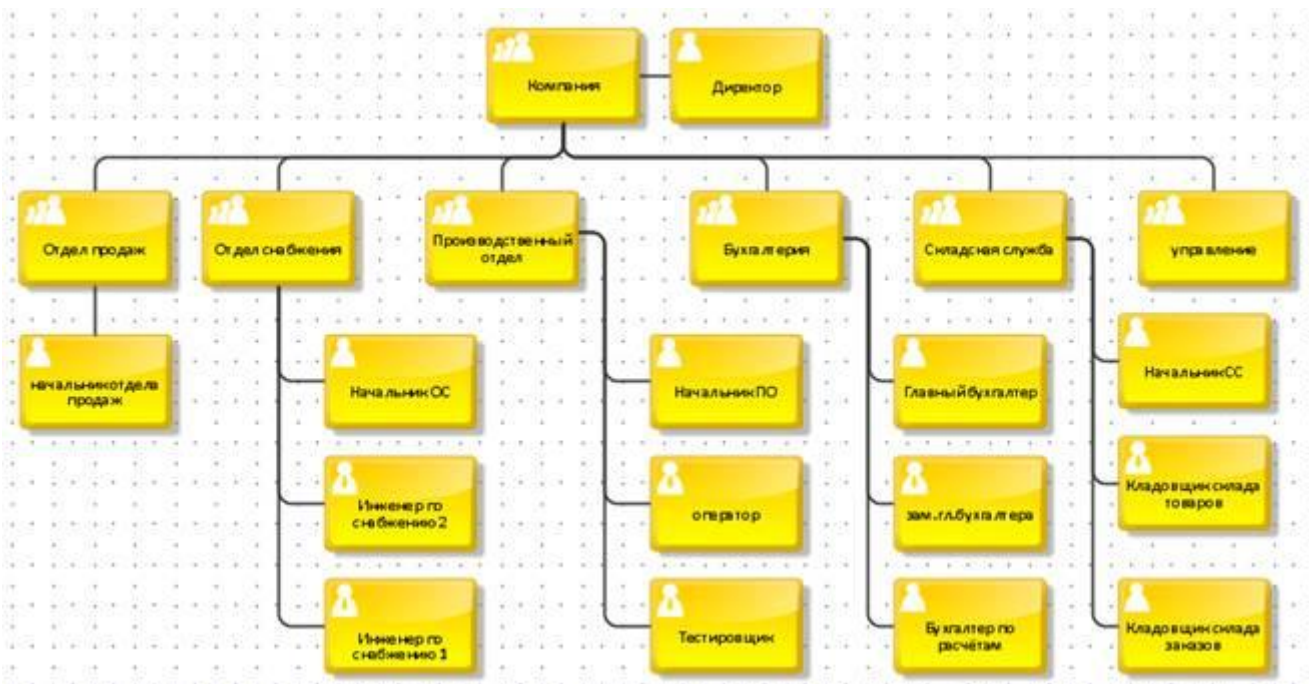 Компания
Директор
Отдел продаж
Отдел снабжения
Производственный
отдел
Бухгалтерия
Складсная служба
управление
начальник отдела
продаж
Начальник ОС
Начальник ПО
Главный бухгалтер
Начальник СС
Инженер по
снабжению 2
оператор
зам.гл.бухгалтера
Кладовщик склада
товаров
Инженер по
снабжению 1
Тестировщик
Бухгалтер по
расчётам
Кладовщик склада
заказов